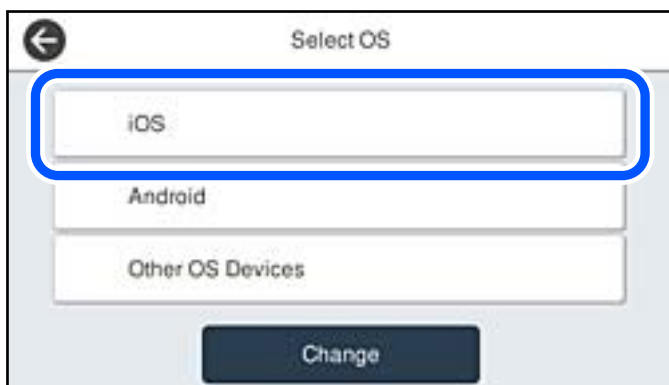 Select OS
iOS
Android
Other OS Devices
Change